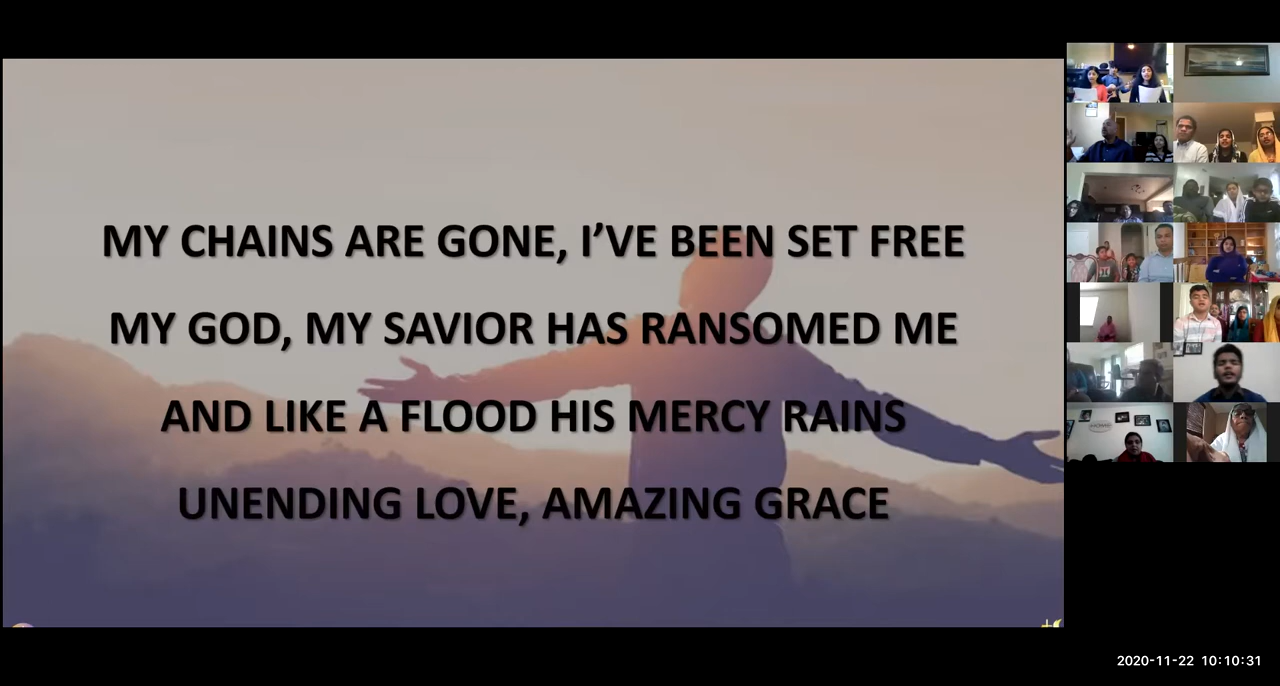 MY CHAINS ARE GONE, I’VE BEEN SET FREE
MY GOD, MY SAVIOR HAS RANSOMED ME
AND LIKE A FLOOD HIS MERCY RAINS
UNENDING LOVE, AMAZING GRACE
2020-11-22 10:10:31